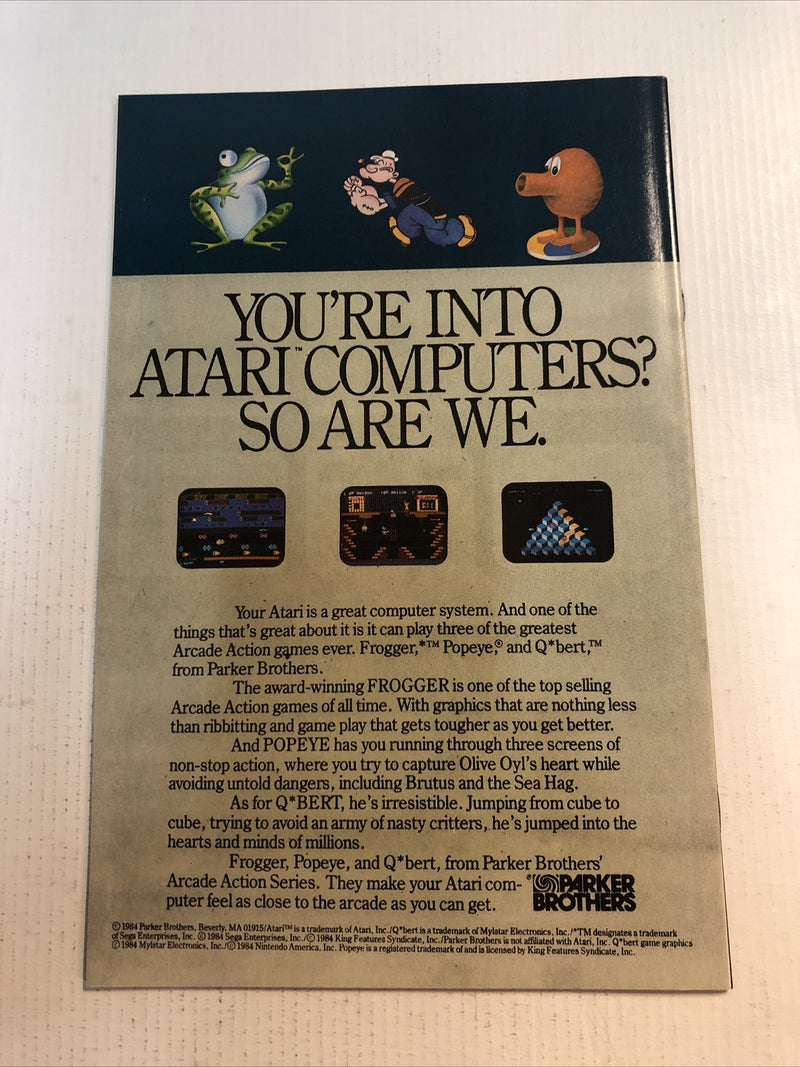 YOU'RE INTO
ATARI™ COMPUTERS?
SO ARE WE.
Your Atari is a great computer system. And one of the
things that's great about it is it can play three of the greatest
Arcade Action games ever. Frogger,*™ Popeye,® and Q*bert,™
from Parker Brothers.
The award-winning FROGGER is one of the top selling
Arcade Action games of all time. With graphics that are nothing less
than ribbitting and game play that gets tougher as you get better.
And POPEYE has you running through three screens of
non-stop action, where you try to capture Olive Oyl's heart while
avoiding untold dangers, including Brutus and the Sea Hag.
As for Q*BERT, he's irresistible. Jumping from cube to
cube, trying to avoid an army of nasty critters, he's jumped into the
hearts and minds of millions.
Frogger, Popeye, and Q*bert, from Parker Brothers'
Arcade Action Series. They make your Atari com-
puter feel as close to the arcade as you can get.
PARKER
BROTHERS
© 1984 Parker Brothers, Beverly, MA 01915/Atari™ is a trademark of Atari, Inc./Q*bert is a trademark of Mylstar Electronics, Inc./*TM designates a trademark
of Sega Enterprises, Inc. © 1984 Sega Enterprises, Inc./© 1984 King Features Syndicate, Inc./Parker Brothers is not affiliated with Atari, Inc. Q*bert game graphics
© 1984 Mylstar Electronics, Inc./© 1984 Nintendo America, Inc. Popeye is a registered trademark of and is licensed by King Features Syndicate, Inc.